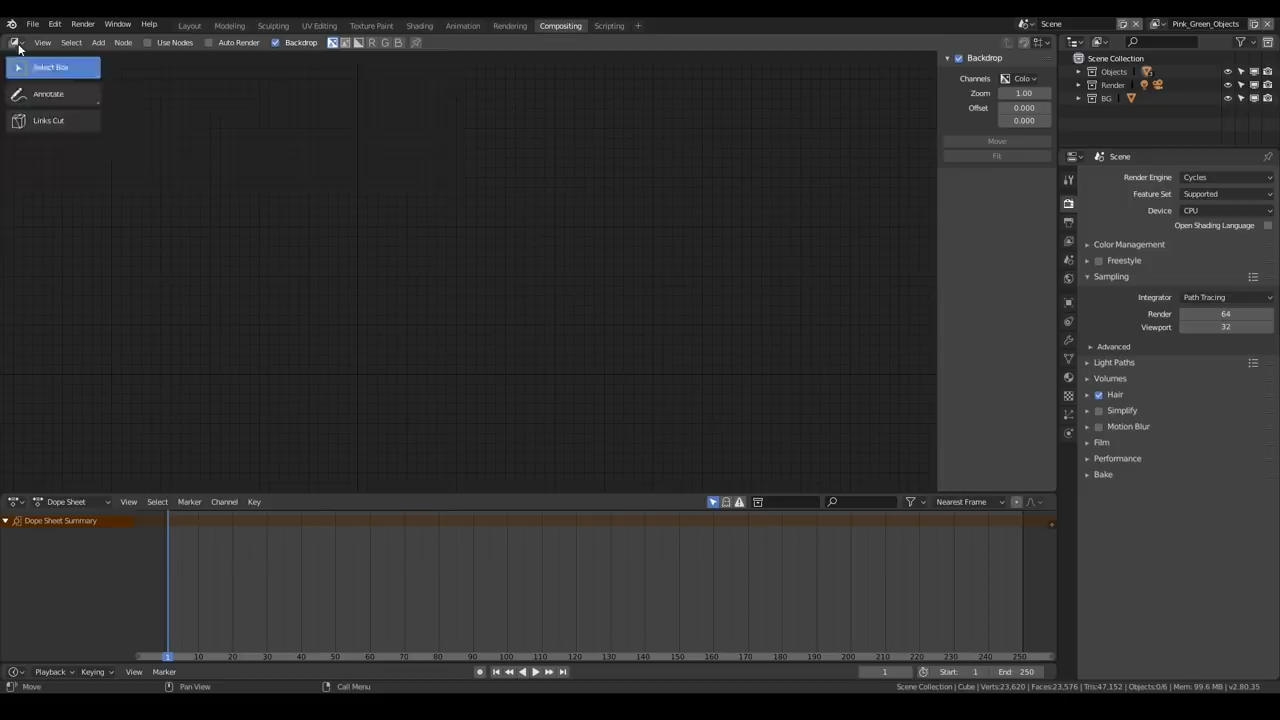 File Edit Render Window Help Layout Modeling Sculpting UV Editing Texture Paint Shading Animation Rendering Compositing Scripting + Scene Pink_Green_Objects
View Select Add Node Use Nodes Auto Render Backdrop R G B
Select Box
Annotate
Links Cut
Backdrop
Channels Colo
Zoom 1.00
Offset 0.000
0.000
Move
Fit
Scene Collection
Objects 3
Render
BG
Scene
Render Engine Cycles
Feature Set Supported
Device CPU
Open Shading Language
Color Management
Freestyle
Sampling
Integrator Path Tracing
Render 64
Viewport 32
Advanced
Light Paths
Volumes
Hair
Simplify
Motion Blur
Film
Performance
Bake
Dope Sheet View Select Marker Channel Key Nearest Frame
Dope Sheet Summary
1 10 20 30 40 50 60 70 80 90 100 110 120 130 140 150 160 170 180 190 200 210 220 230 240 250
Playback Keying View Marker 1 Start: 1 End: 250
Move Pan View Call Menu Scene Collection | Cube | Verts:23,620 | Faces:23,576 | Tris:47,152 | Objects:0/6 | Mem: 99.6 MB | v2.80.35